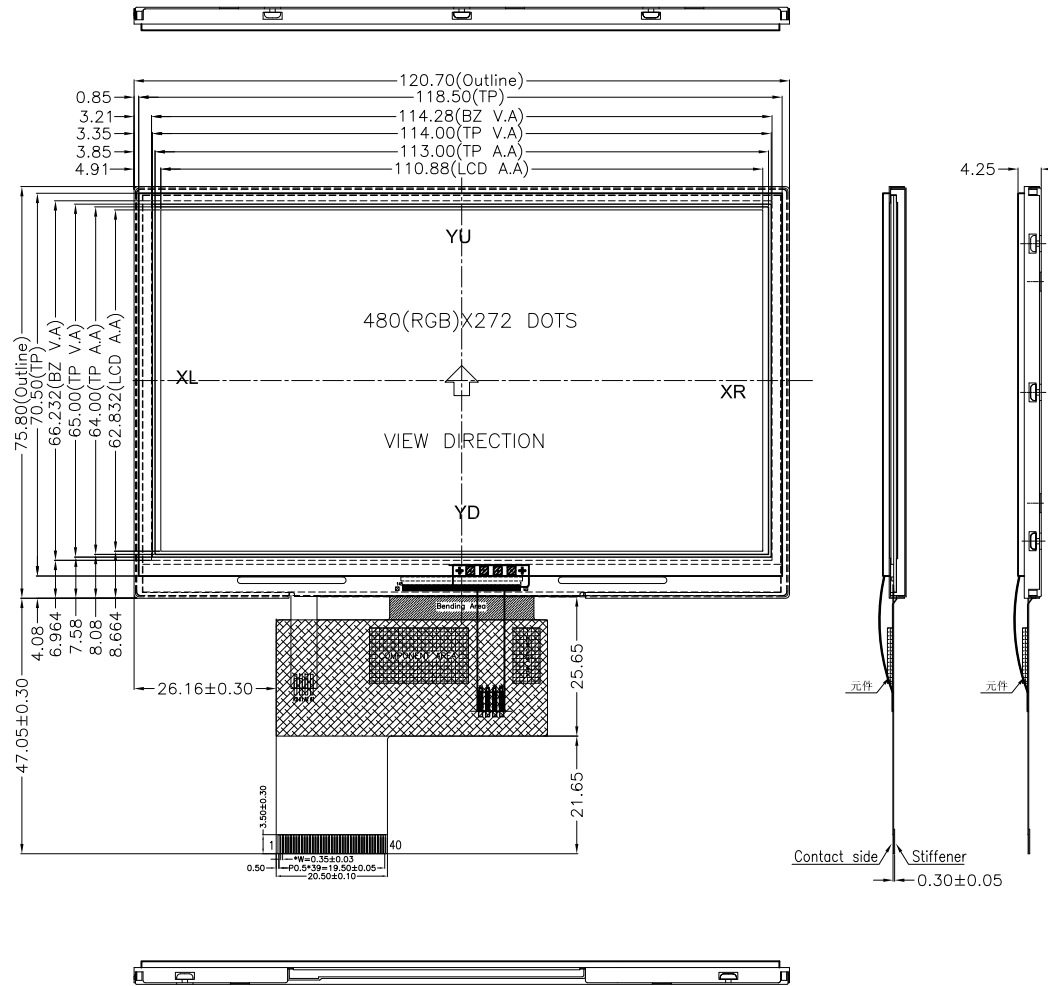 120.70(Outline)
0.85
118.50(TP)
3.21
114.28(BZ V.A)
3.35
114.00(TP V.A)
3.85
113.00(TP A.A)
4.91
110.88(LCD A.A)
4.25
YU
480(RGB)X272 DOTS
XL
XR
VIEW DIRECTION
YD
75.80(Outline)
70.50(TP)
66.232(BZ V.A)
65.00(TP V.A)
64.00(TP A.A)
62.832(LCD A.A)
Bending Area
4.08
6.964
7.58
8.08
8.664
COMPONENT AREA
25.65
26.16±0.30
元件
元件
47.05±0.30
21.65
3.50±0.30
1
40
*W=0.35±0.03
0.50
P0.5*39=19.50±0.05
20.50±0.10
Contact side
Stiffener
0.30±0.05